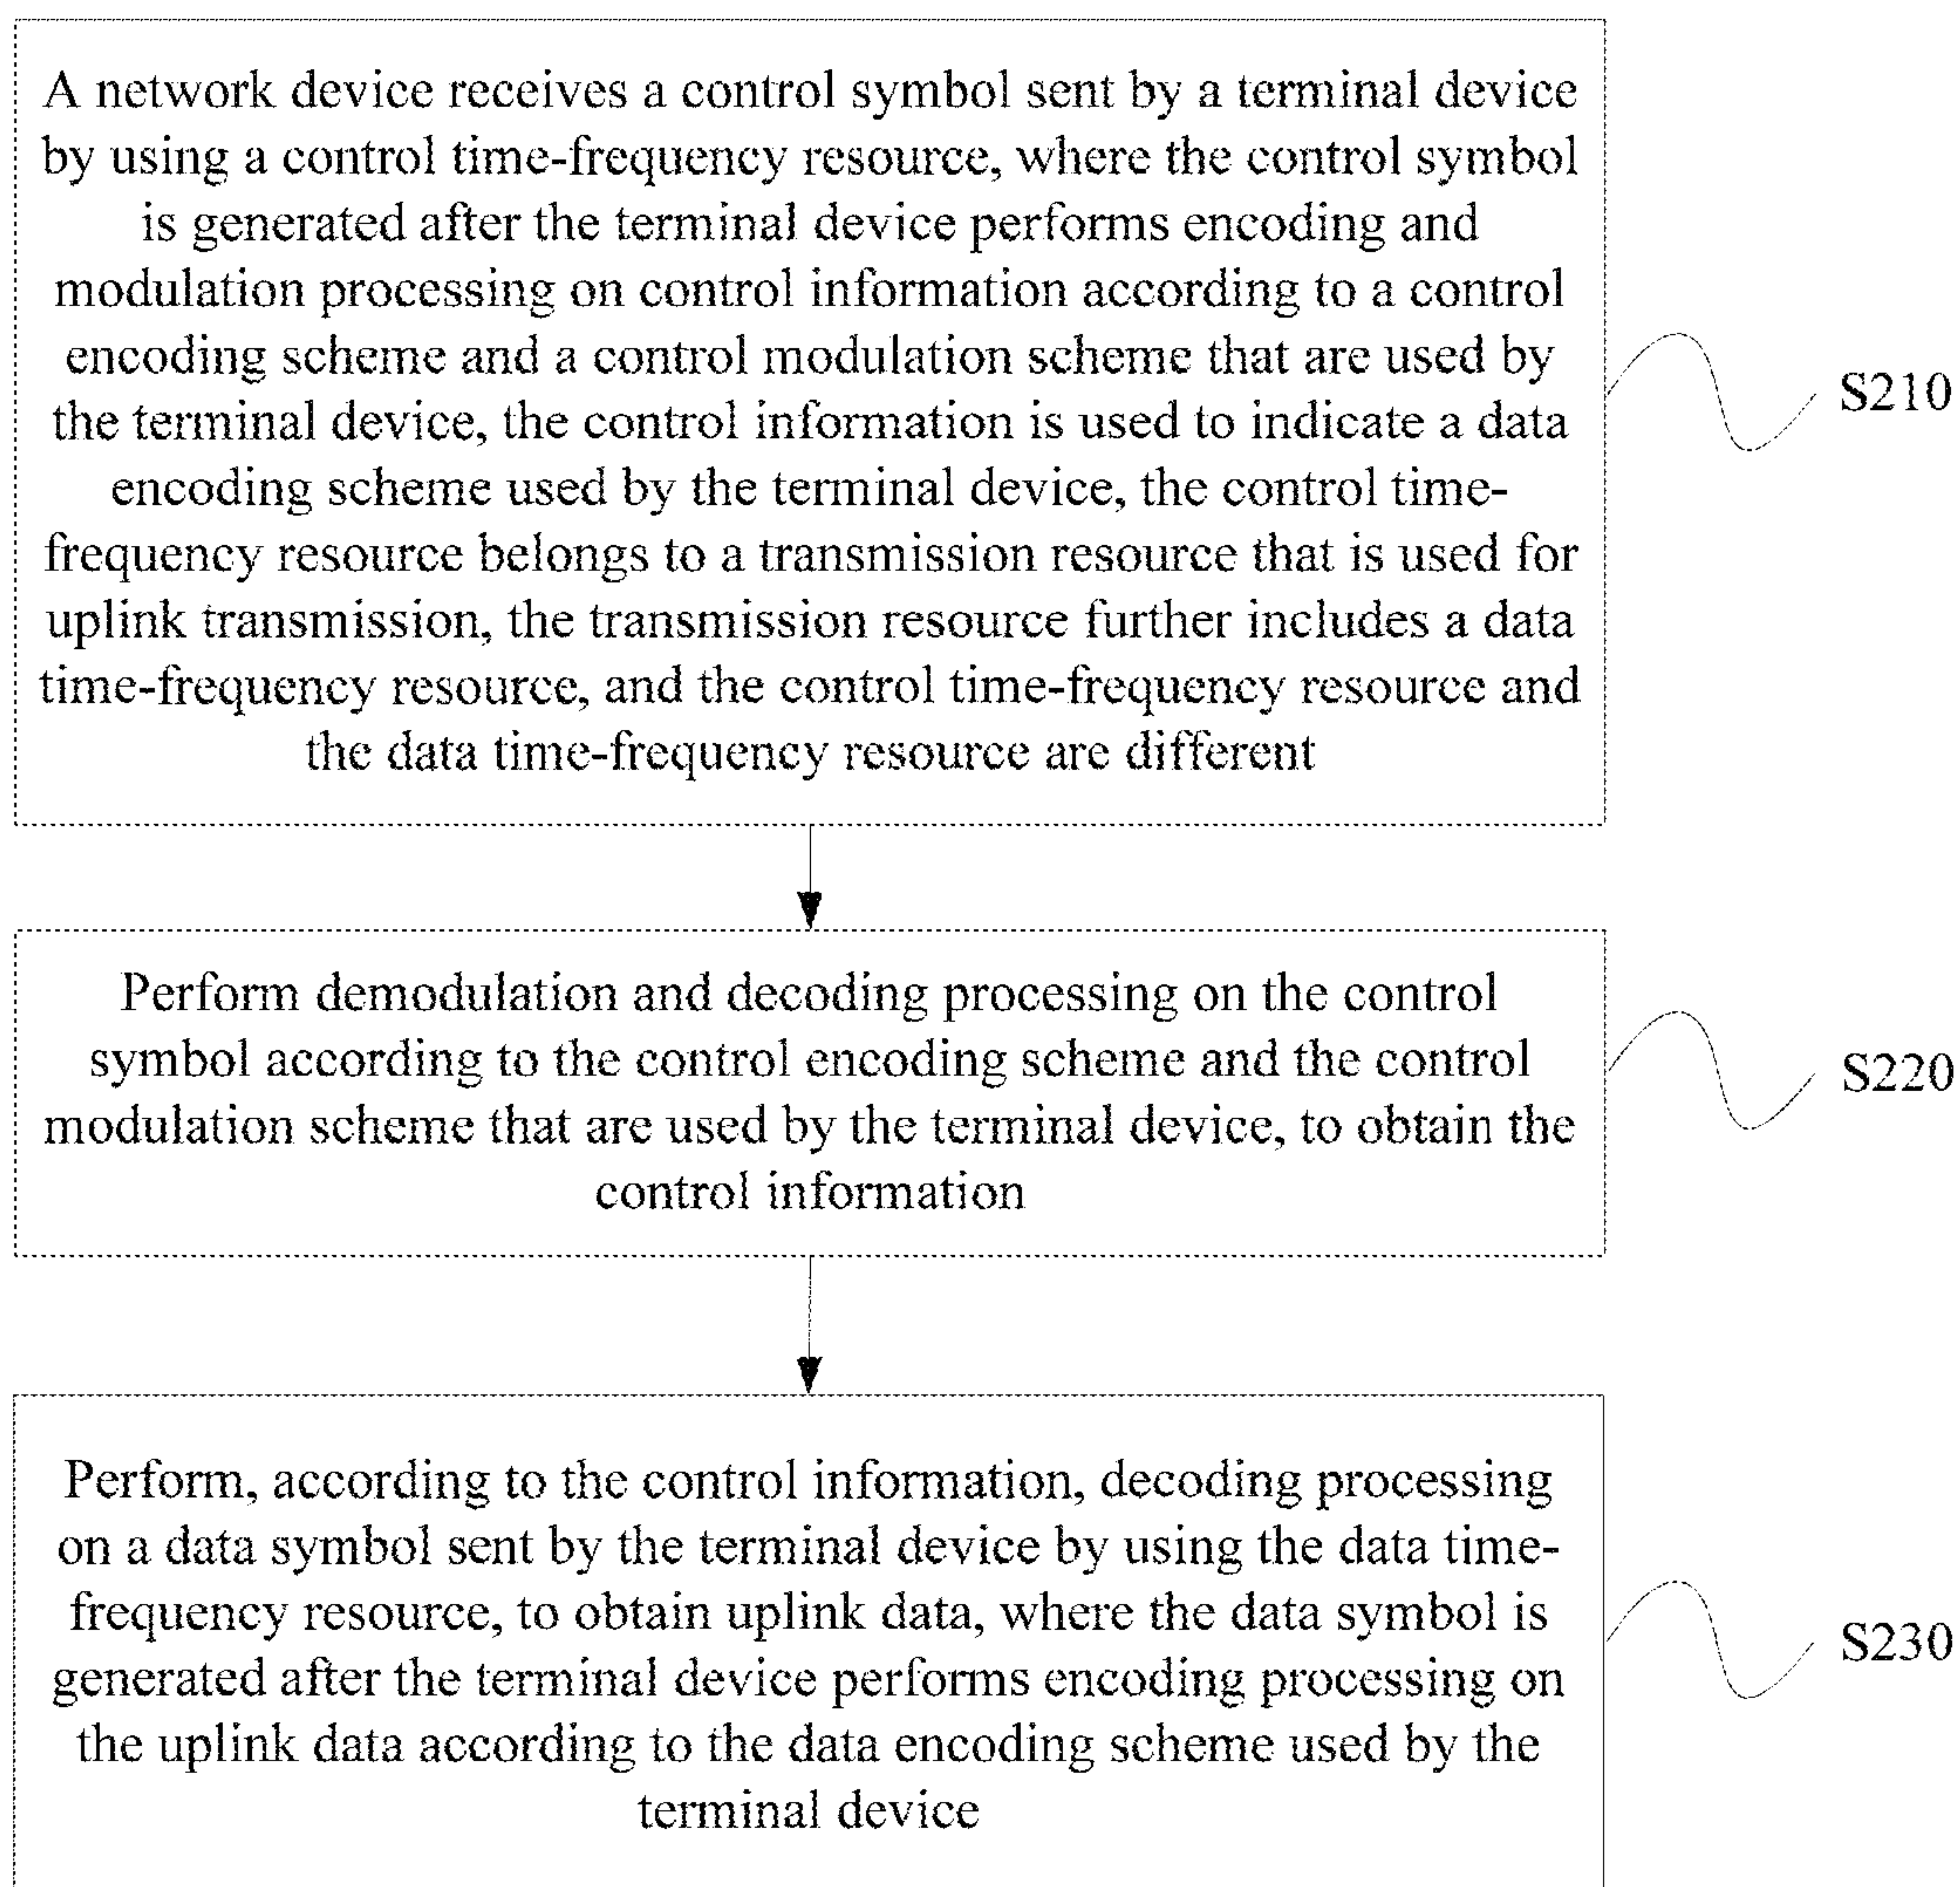 A network device receives a control symbol sent by a terminal device
by using a control time-frequency resource, where the control symbol
is generated after the terminal device performs encoding and
modulation processing on control information according to a control
encoding scheme and a control modulation scheme that are used by
the terminal device, the control information is used to indicate a data
encoding scheme used by the terminal device, the control time-
frequency resource belongs to a transmission resource that is used for
uplink transmission, the transmission resource further includes a data
time-frequency resource, and the control time-frequency resource and
the data time-frequency resource are different
S210
Perform demodulation and decoding processing on the control
symbol according to the control encoding scheme and the control
modulation scheme that are used by the terminal device, to obtain the
control information
S220
Perform, according to the control information, decoding processing
on a data symbol sent by the terminal device by using the data time-
frequency resource, to obtain uplink data, where the data symbol is
generated after the terminal device performs encoding processing on
the uplink data according to the data encoding scheme used by the
terminal device
S230